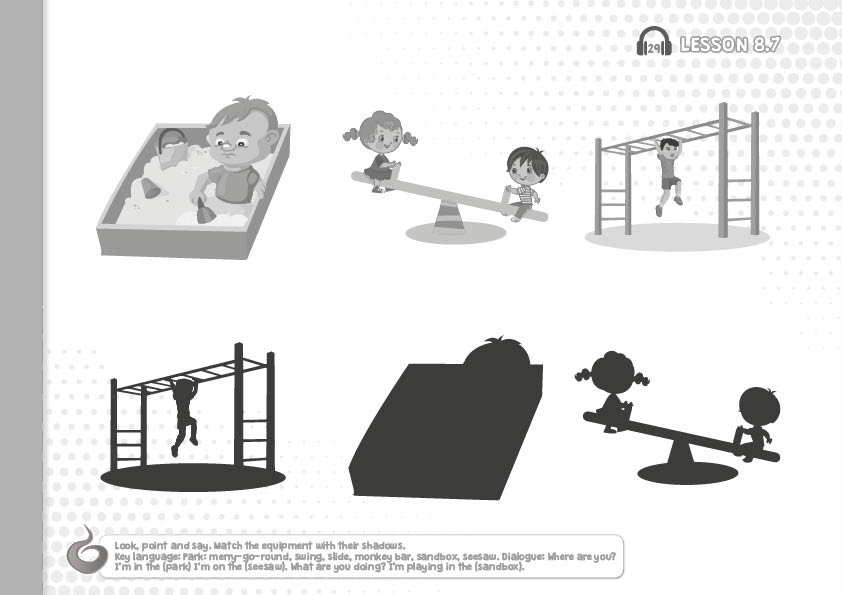 29 LESSON 8.7
Look, point and say. Match the equipment with their shadows.
Key language: Park: merry-go-round, swing, slide, monkey bar, sandbox, seesaw. Dialogue: Where are you?
I'm in the (park) I'm on the (seesaw). What are you doing? I'm playing in the (sandbox).